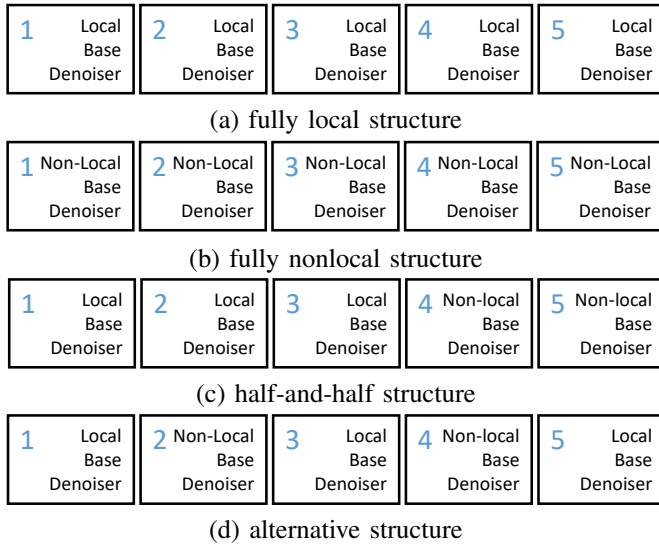 1 Local 2 Local 3 Local 4 Local 5 Local
Base Base Base Base Base
Denoiser Denoiser Denoiser Denoiser Denoiser
(a) fully local structure
1 Non-Local 2 Non-Local 3 Non-Local 4 Non-Local 5 Non-Local
Base Base Base Base Base
Denoiser Denoiser Denoiser Denoiser Denoiser
(b) fully nonlocal structure
1 Local 2 Local 3 Local 4 Non-local 5 Non-local
Base Base Base Base Base
Denoiser Denoiser Denoiser Denoiser Denoiser
(c) half-and-half structure
1 Local 2 Non-Local 3 Local 4 Non-local 5 Local
Base Base Base Base Base
Denoiser Denoiser Denoiser Denoiser Denoiser
(d) alternative structure